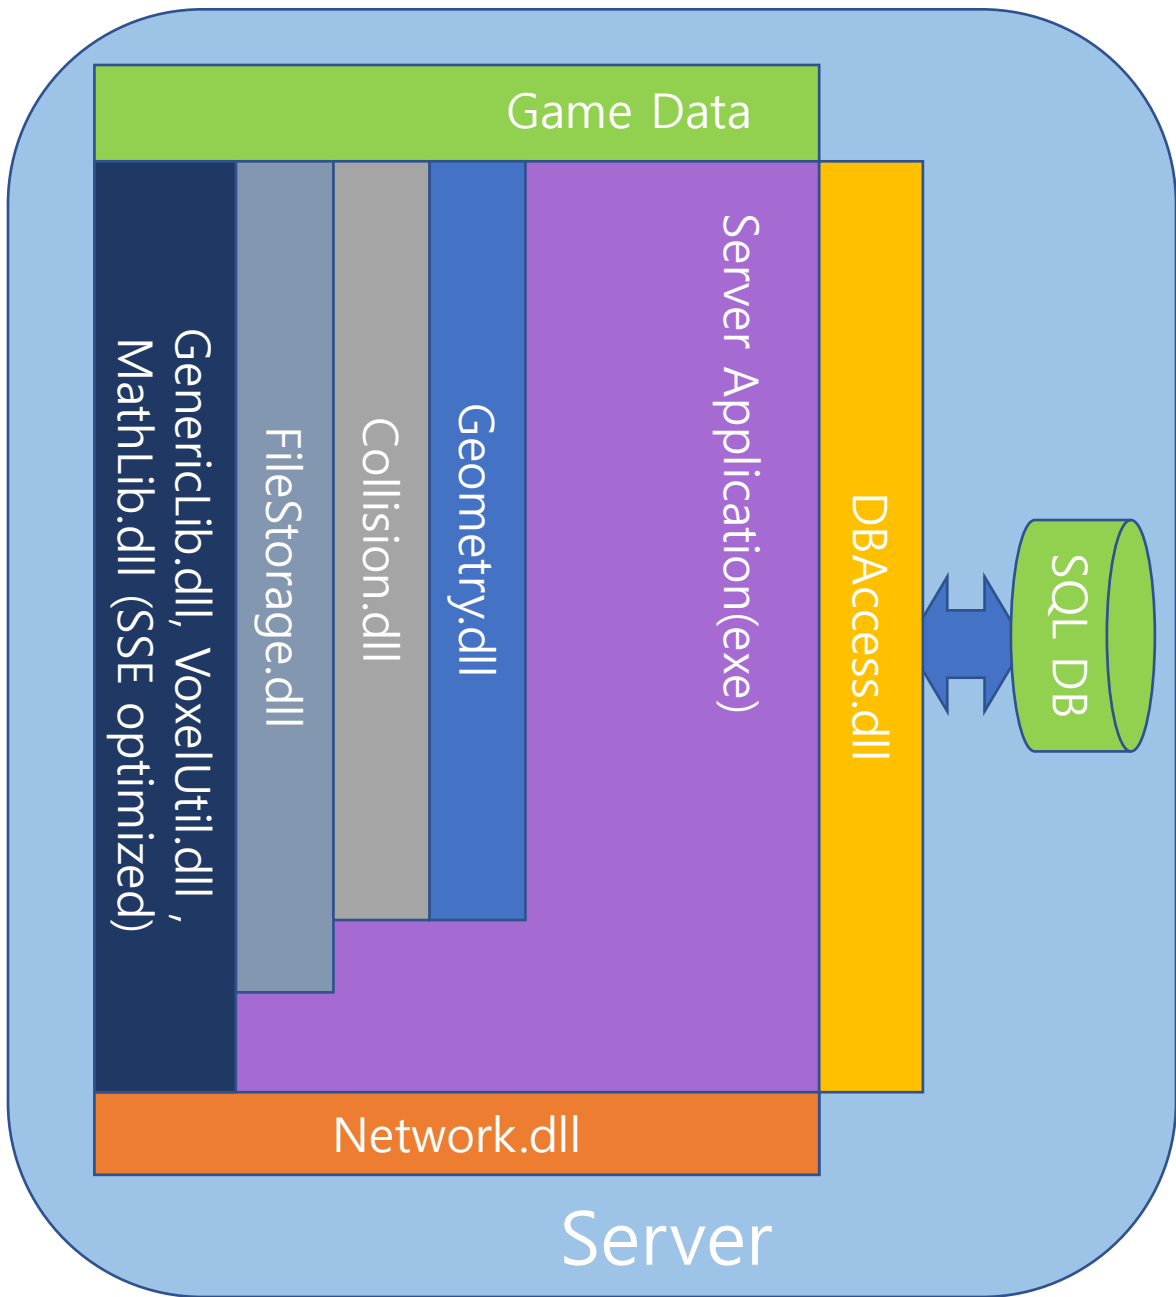 Game Data
GenericLib.dll, VoxelUtil.dll ,
MathLib.dll (SSE optimized)
FileStorage.dll
Collision.dll
Geometry.dll
Server Application(exe)
DBAccess.dll
SQL DB
Network.dll
Server